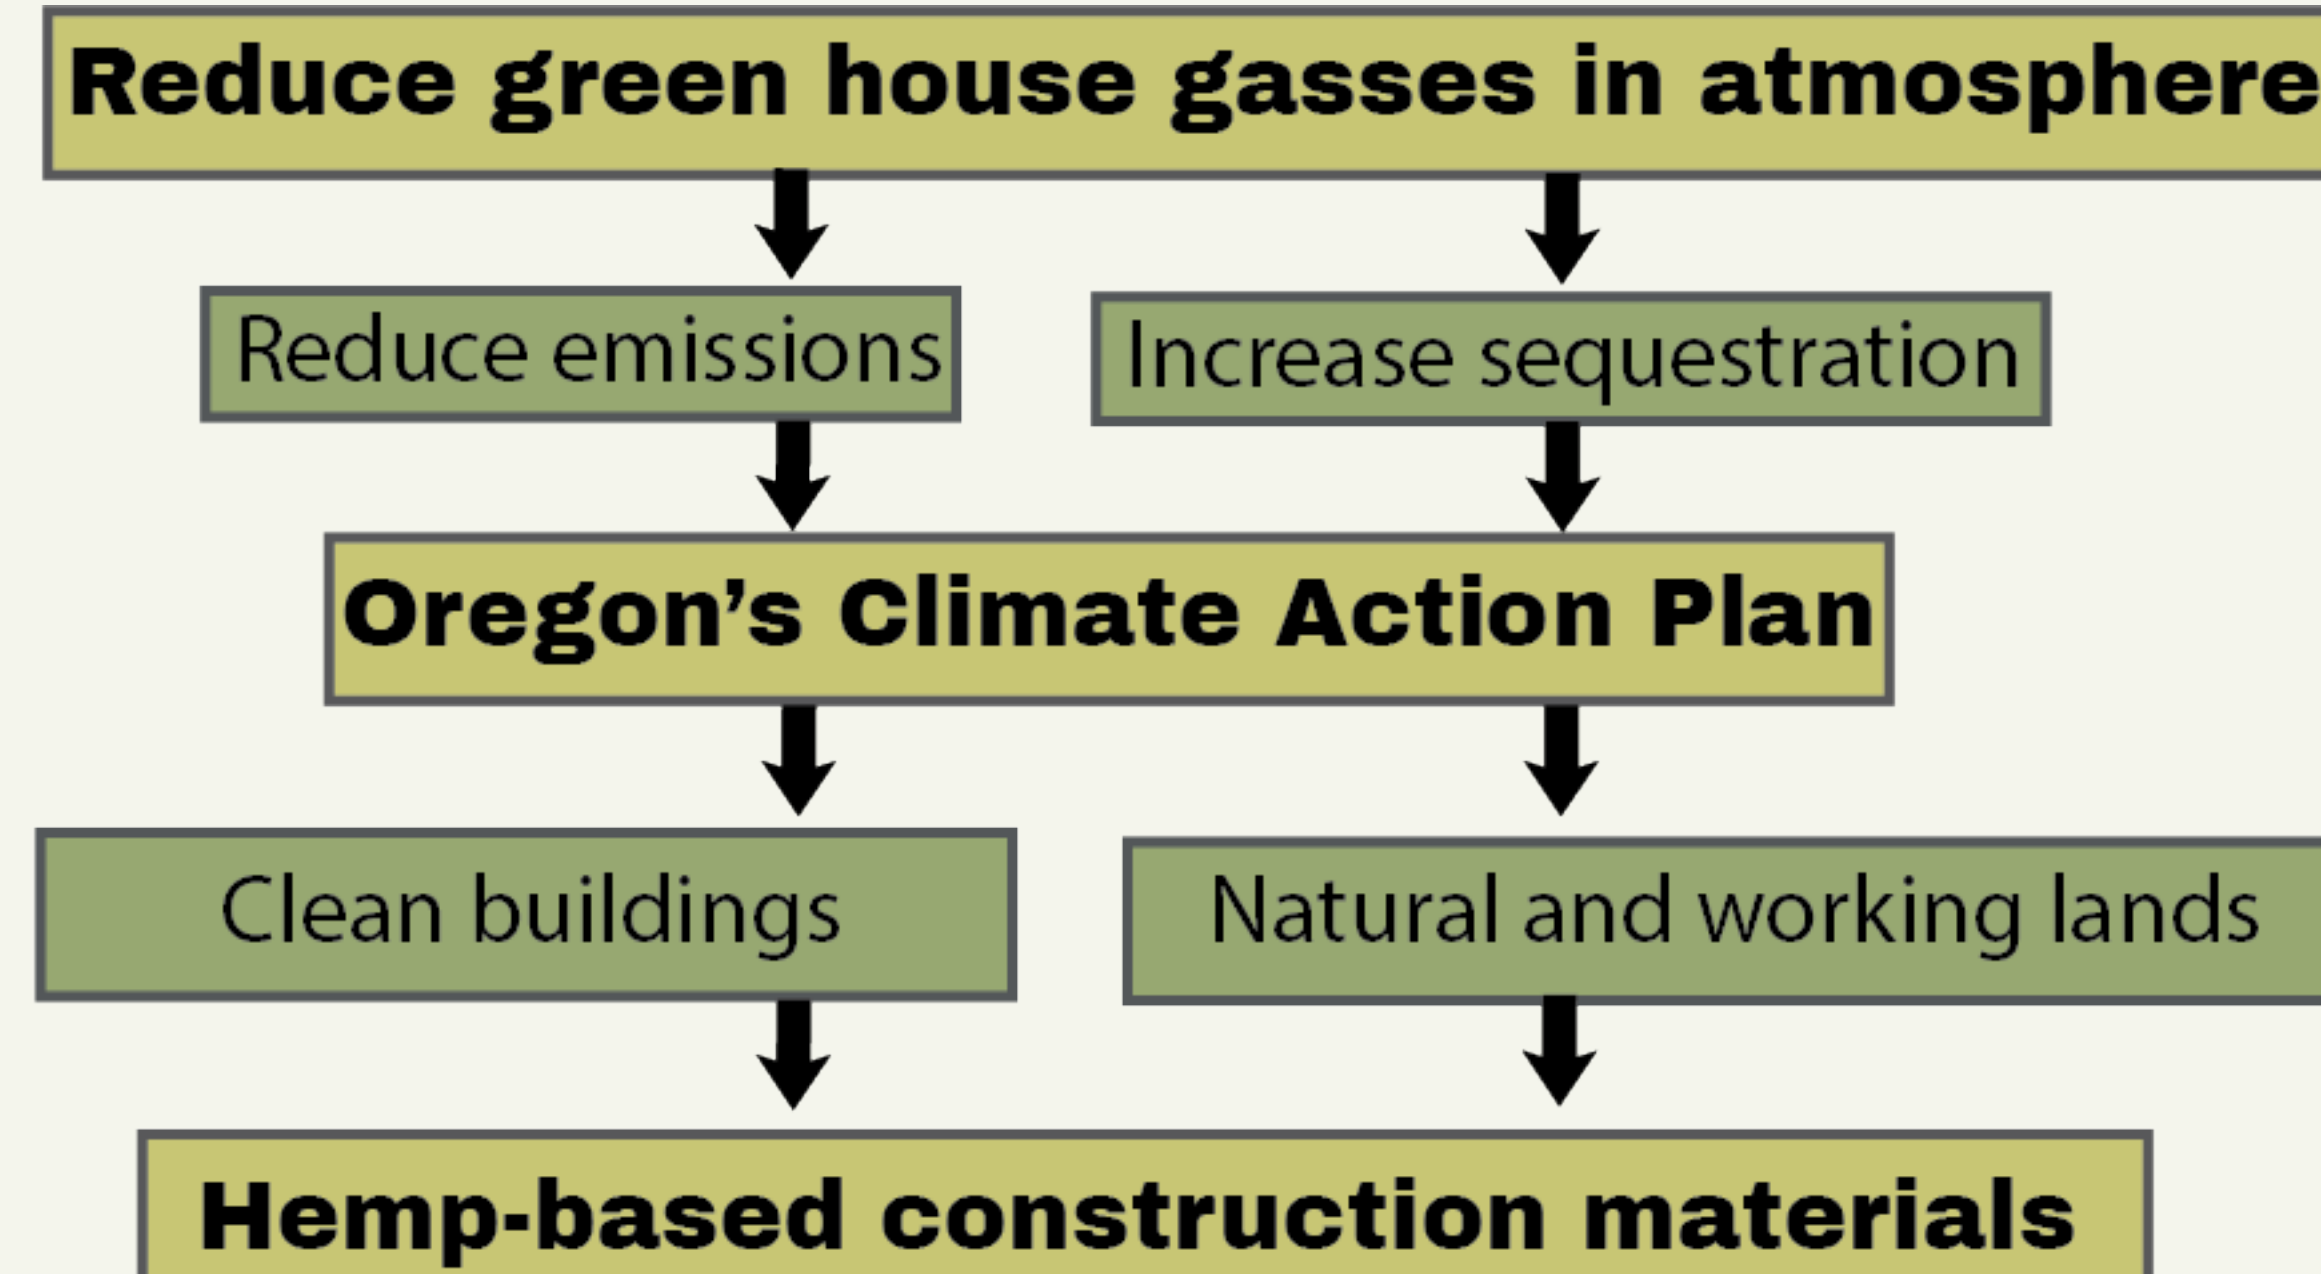 Reduce green house gasses in atmosphere
Reduce emissions
Increase sequestration
Oregon’s Climate Action Plan
Clean buildings
Natural and working lands
Hemp-based construction materials